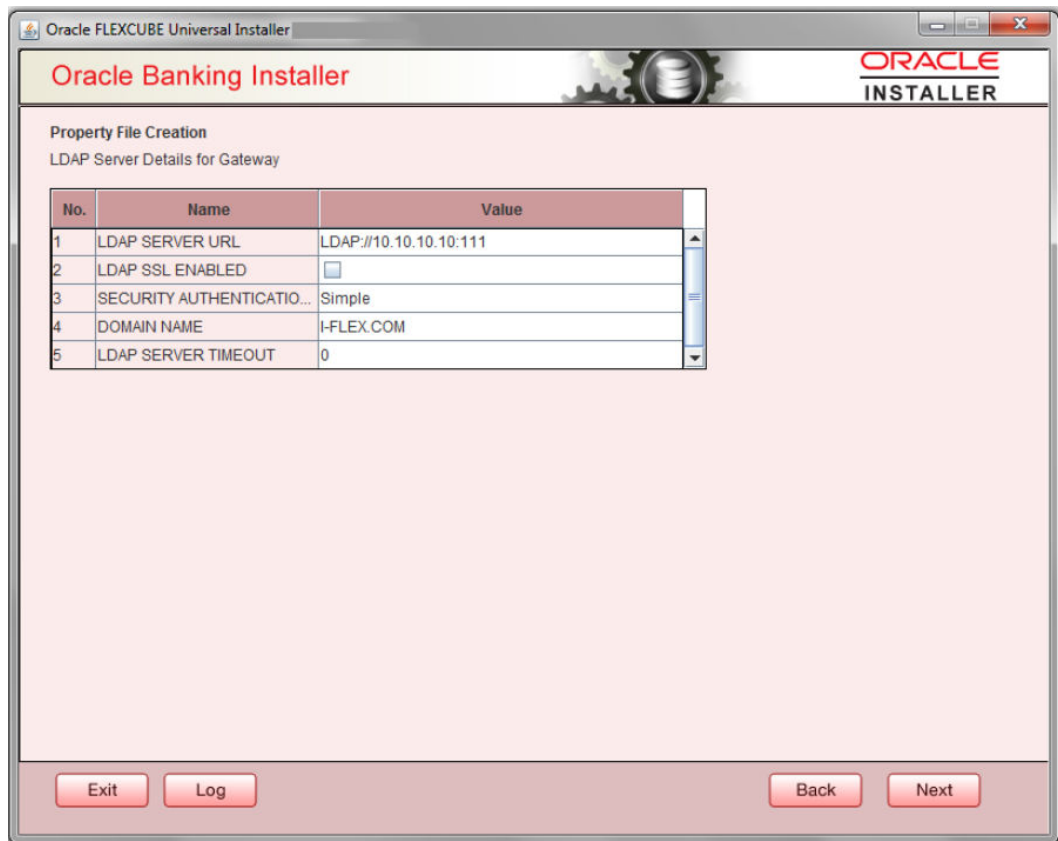 Oracle FLEXCUBE Universal Installer
Oracle Banking Installer
ORACLE
INSTALLER
Property File Creation
LDAP Server Details for Gateway
No. Name Value
1 LDAP SERVER URL LDAP://10.10.10.10:111
2 LDAP SSL ENABLED
3 SECURITY AUTHENTICATIO... Simple
4 DOMAIN NAME I-FLEX.COM
5 LDAP SERVER TIMEOUT 0
Exit Log Back Next